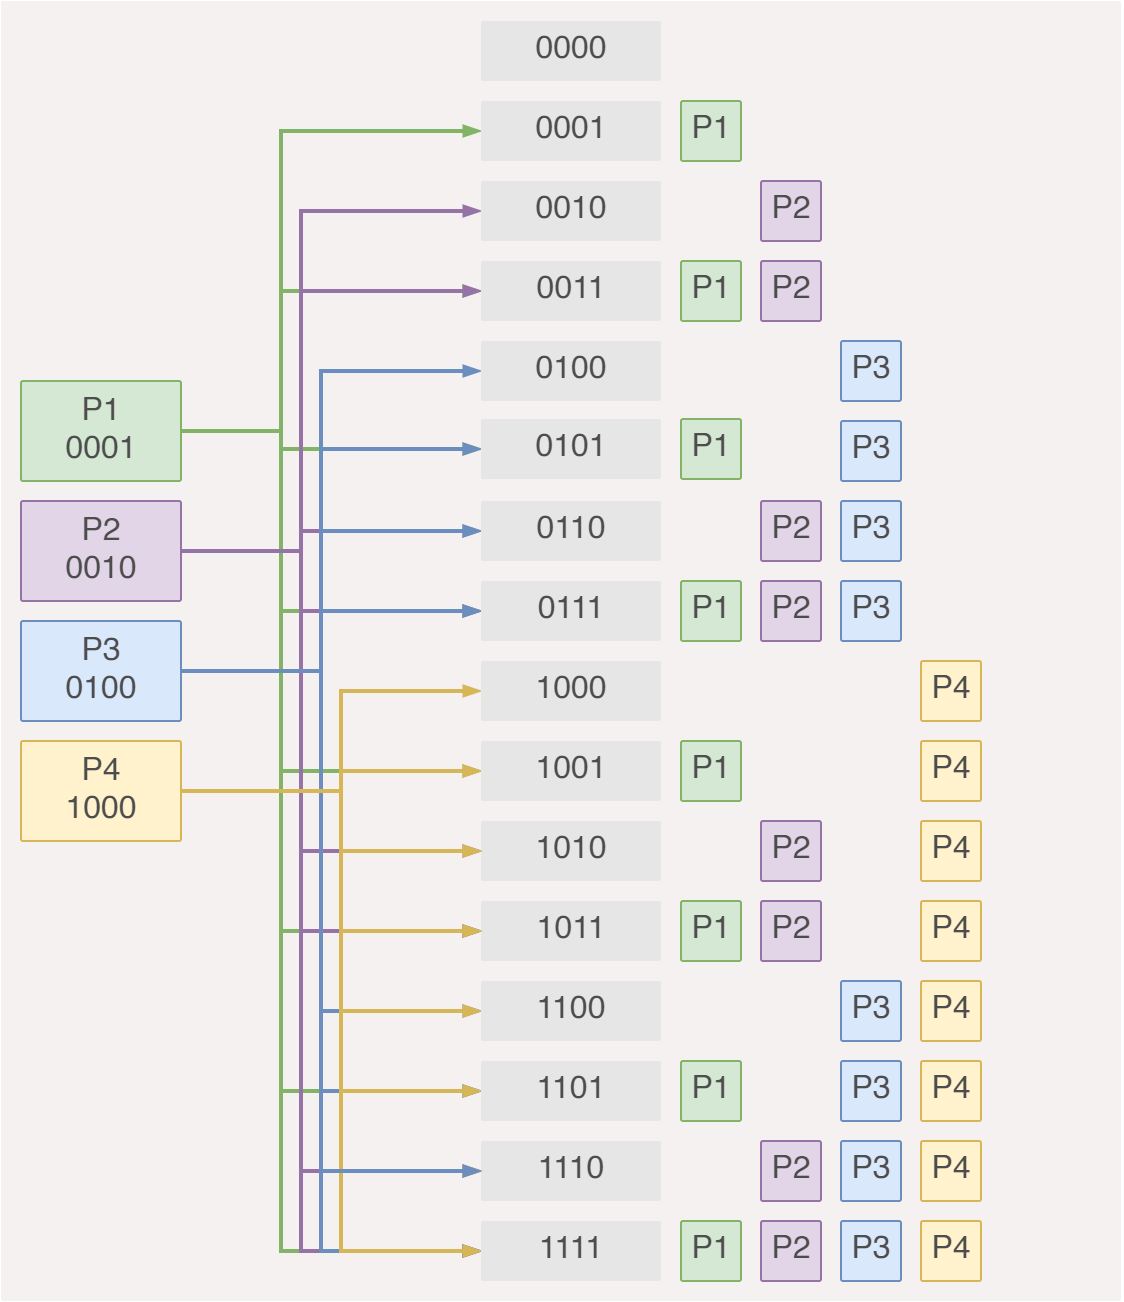 0000
0001 P1
0010 P2
0011 P1 P2
0100 P3
P1
0001
0101 P1 P3
P2
0010
0110 P2 P3
0111 P1 P2 P3
P3
0100
1000 P4
P4
1000
1001 P1 P4
1010 P2 P4
1011 P1 P2 P4
1100 P3 P4
1101 P1 P3 P4
1110 P2 P3 P4
1111 P1 P2 P3 P4